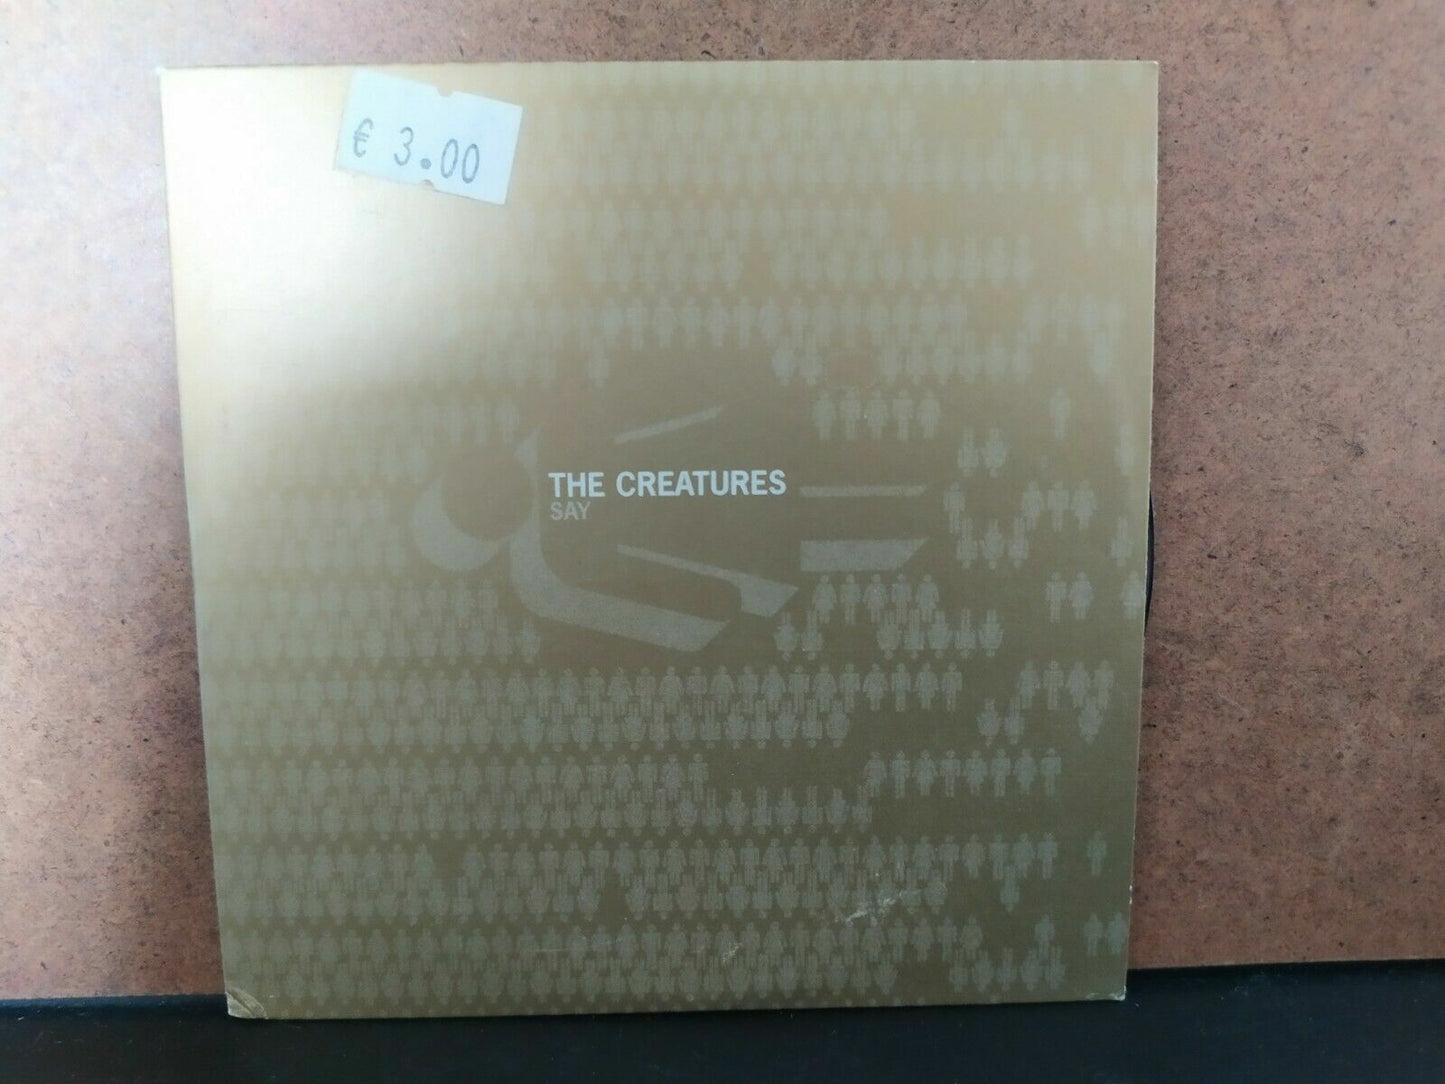 € 3.00
THE CREATURES
SAY